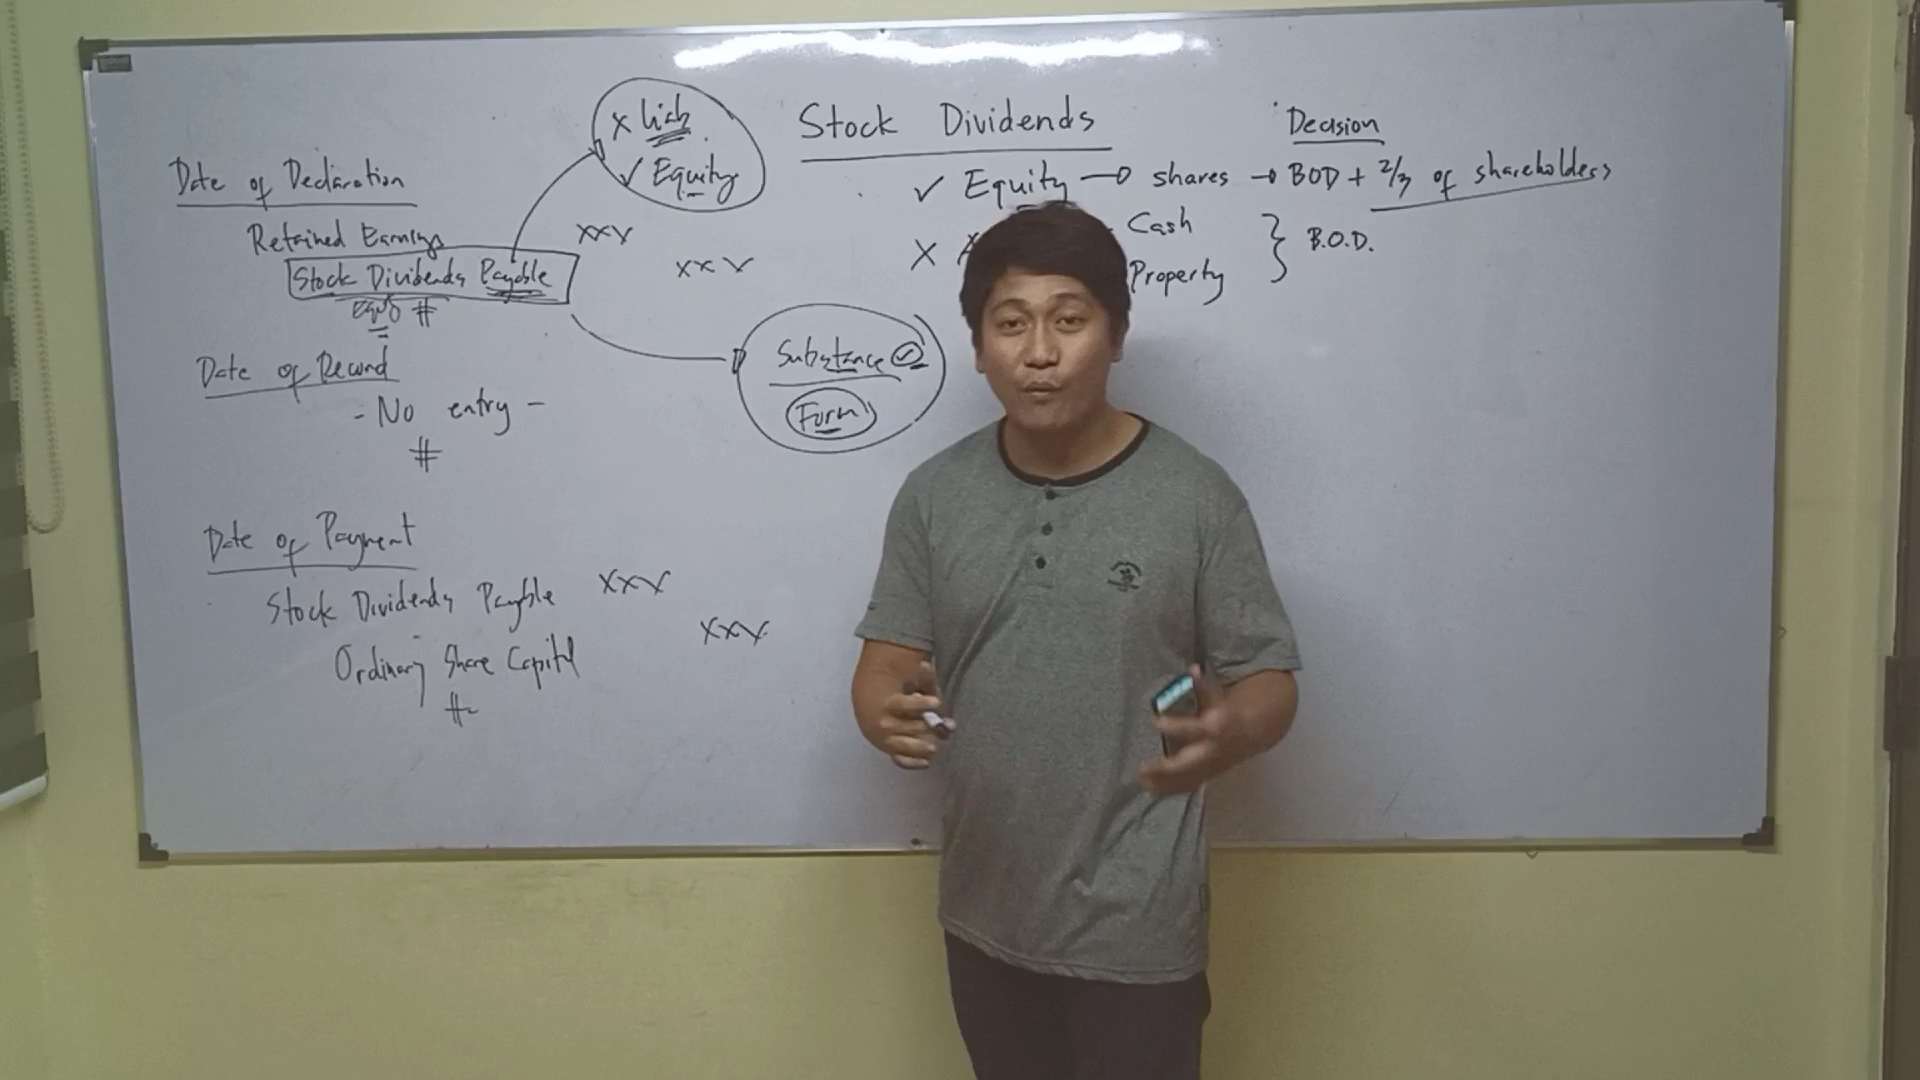 Stock Dividends
Decision
✓ Equity → shares → BOD + 2/3 of shareholders
X
Cash
Property
} B.O.D.
x Liab
✓ Equity
Date of Declaration
Retained Earnings xxx
Stock Dividends Payable xxx
Equity #
Substance ✓
Form
Date of Record
- No entry -
#
Date of Payment
Stock Dividends Payable xxx
Ordinary Share Capital xxx
#